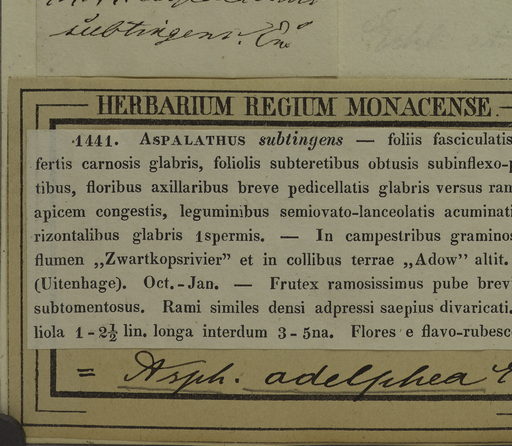 subtingens.
HERBARIUM REGIUM MONACENSE.
1441. ASPALATHUS subtingens — foliis fasciculatis
fertis carnosis glabris, foliolis subteretibus obtusis subinflexo-p
tibus, floribus axillaribus breve pedicellatis glabris versus ram
apicem congestis, leguminibus semiovato-lanceolatis acuminati
rizontalibus glabris 1spermis. — In campestribus graminos
flumen „Zwartkopsrivier” et in collibus terrae „Adow” altit.
(Uitenhage). Oct.-Jan. — Frutex ramosissimus pube brev
subtomentosus. Rami similes densi adpressi saepius divaricati.
liola 1-2½ lin. longa interdum 3-5na. Flores e flavo-rubesc
= Asph. adelphea E